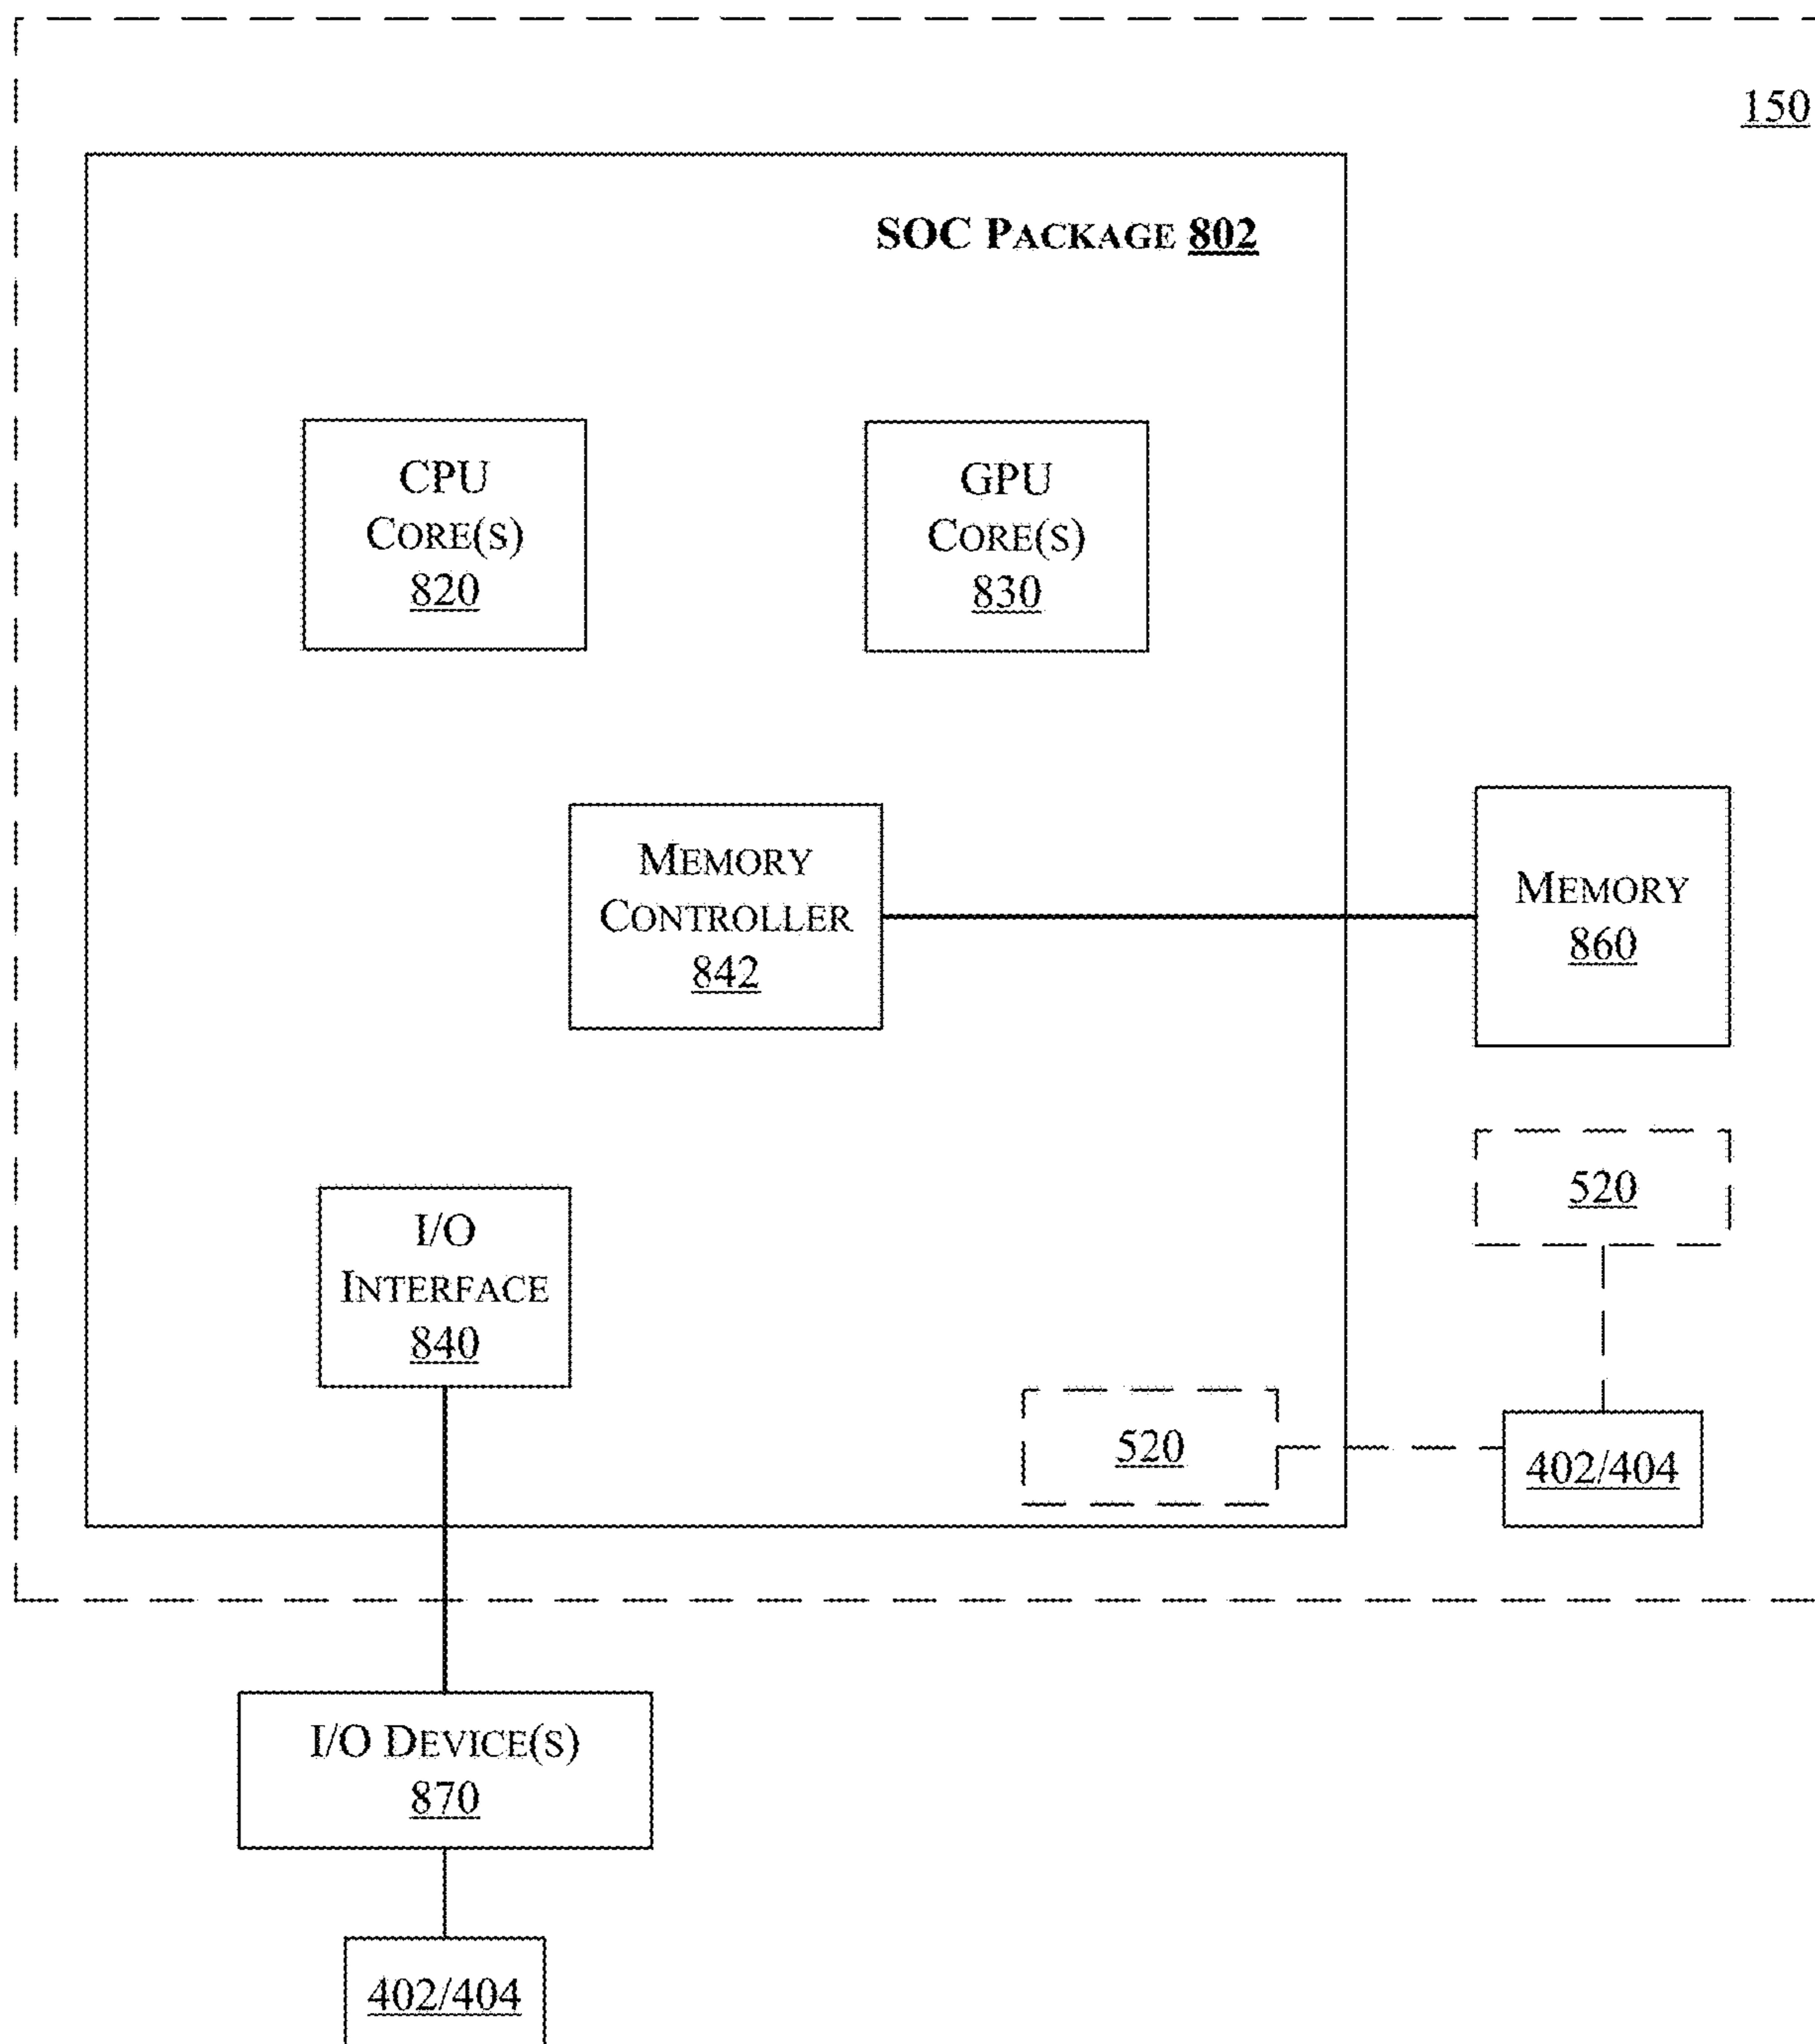 150
SOC PACKAGE 802
CPU
CORE(S)
820
GPU
CORE(S)
830
MEMORY
CONTROLLER
842
MEMORY
860
520
I/O
INTERFACE
840
520
402/404
I/O DEVICE(S)
870
402/404